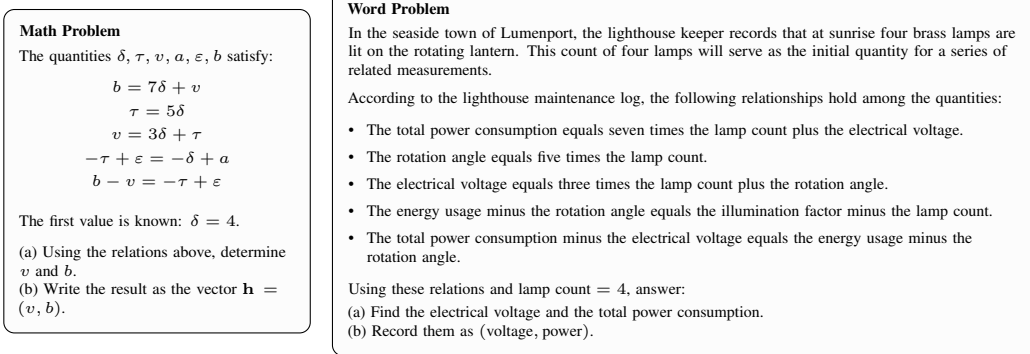 Math Problem
The quantities δ, τ, v, a, ε, b satisfy:
b = 7δ + v
τ = 5δ
v = 3δ + τ
−τ + ε = −δ + a
b − v = −τ + ε
The first value is known: δ = 4.
(a) Using the relations above, determine
v and b.
(b) Write the result as the vector h =
(v, b).
Word Problem
In the seaside town of Lumenport, the lighthouse keeper records that at sunrise four brass lamps are
lit on the rotating lantern. This count of four lamps will serve as the initial quantity for a series of
related measurements.
According to the lighthouse maintenance log, the following relationships hold among the quantities:
• The total power consumption equals seven times the lamp count plus the electrical voltage.
• The rotation angle equals five times the lamp count.
• The electrical voltage equals three times the lamp count plus the rotation angle.
• The energy usage minus the rotation angle equals the illumination factor minus the lamp count.
• The total power consumption minus the electrical voltage equals the energy usage minus the
rotation angle.
Using these relations and lamp count = 4, answer:
(a) Find the electrical voltage and the total power consumption.
(b) Record them as (voltage, power).